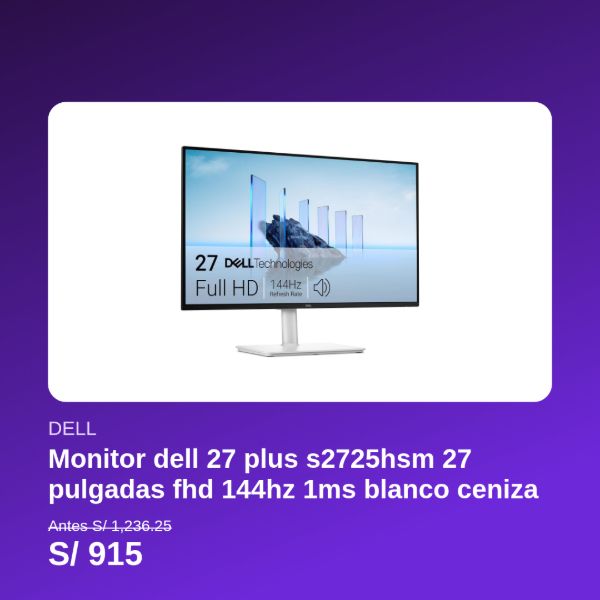 27 DELLTechnologies
Full HD 144Hz
Refresh Rate
DELL
DELL
Monitor dell 27 plus s2725hsm 27
pulgadas fhd 144hz 1ms blanco ceniza
Antes S/ 1,236.25
S/ 915